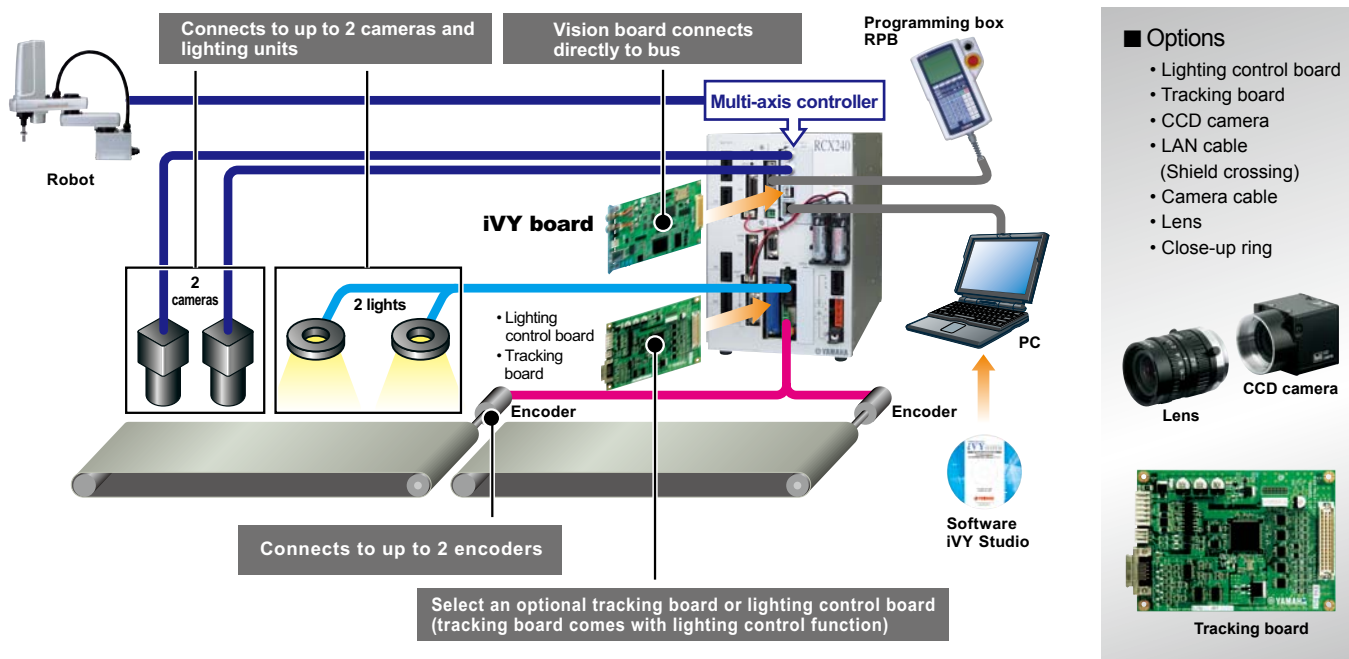 Connects to up to 2 cameras and
lighting units
Vision board connects
directly to bus
Programming box
RPB
Multi-axis controller
RCX240
Robot
iVY board
2
cameras
2 lights
• Lighting
control board
• Tracking
board
YAMAHA
PC
Encoder
Encoder
Connects to up to 2 encoders
Software
iVY Studio
Select an optional tracking board or lighting control board
(tracking board comes with lighting control function)
■ Options
• Lighting control board
• Tracking board
• CCD camera
• LAN cable
(Shield crossing)
• Camera cable
• Lens
• Close-up ring
CCD camera
Lens
YAMAHA
Tracking board